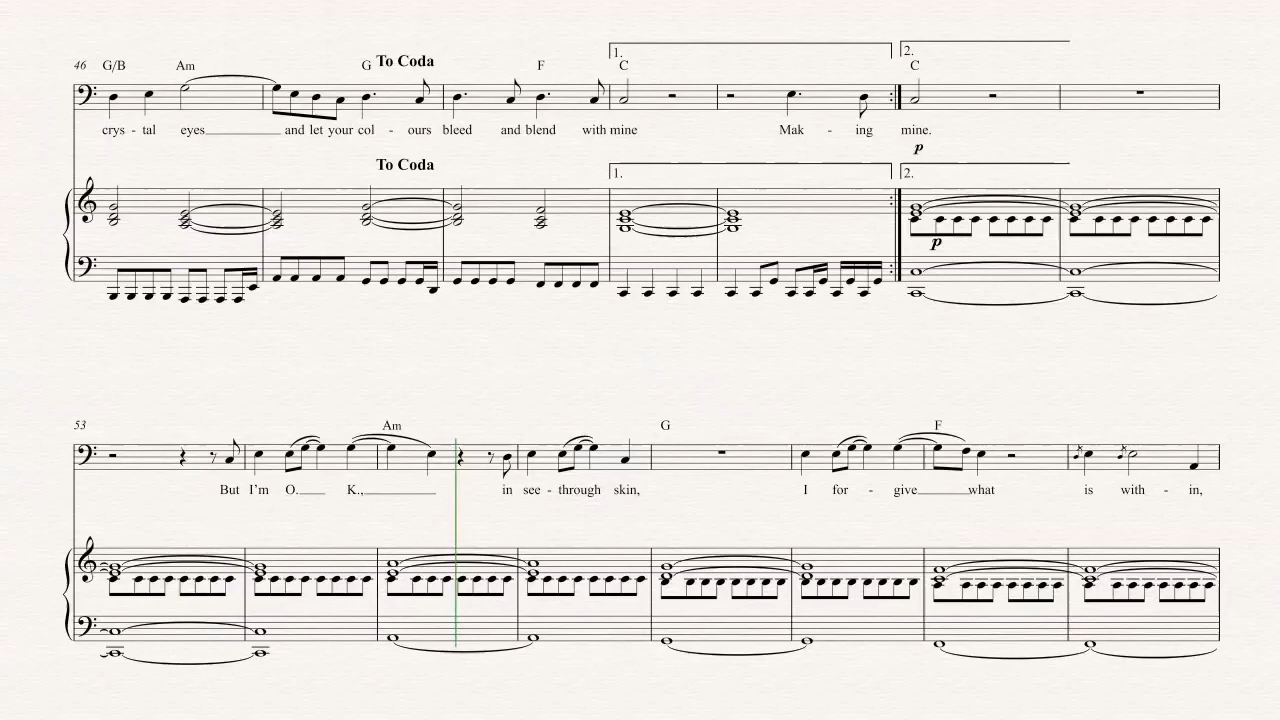 1. 2.
46 G/B Am G To Coda F C C
crys - tal eyes and let your col - ours bleed and blend with mine Mak - ing mine.
p
To Coda 1. 2.
p
53 Am G F
But I'm O. K., in see - through skin, I for - give what is with - in,